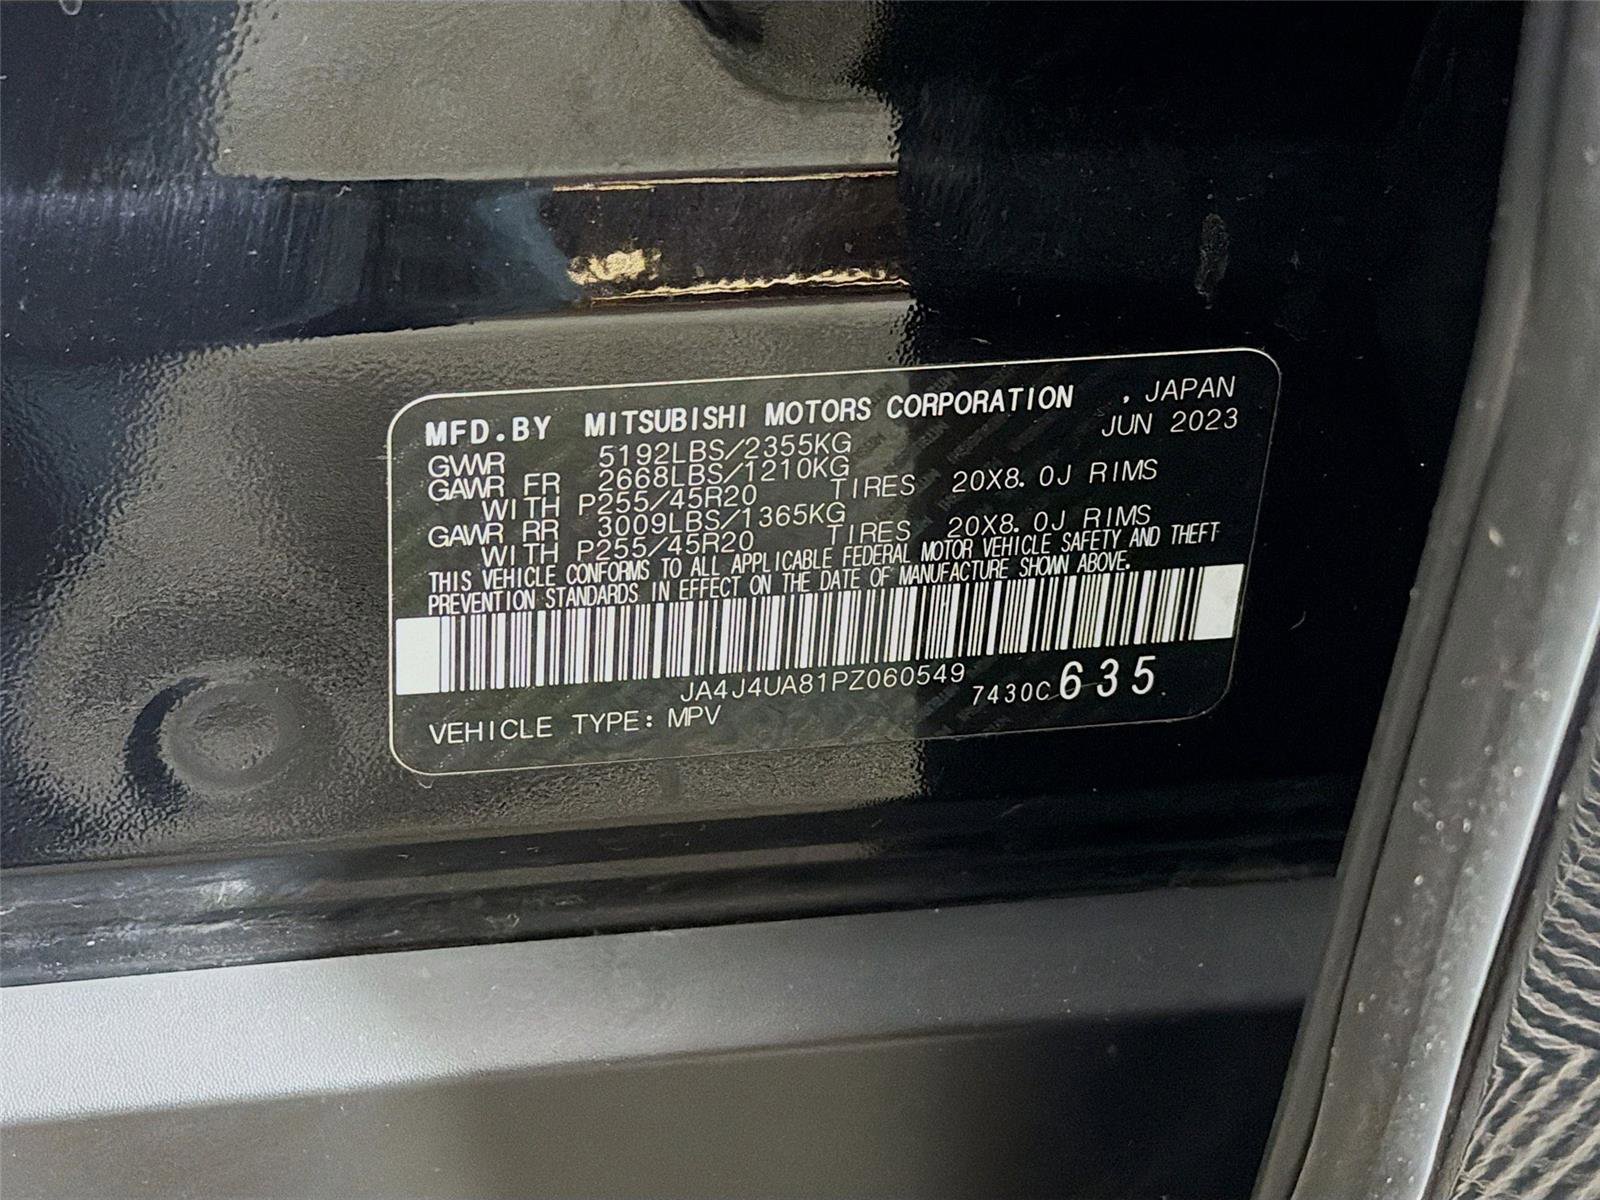 MFD.BY MITSUBISHI MOTORS CORPORATION , JAPAN
JUN 2023
GVWR 5192LBS/2355KG
GAWR FR 2668LBS/1210KG
WITH P255/45R20 TIRES 20X8.0J RIMS
GAWR RR 3009LBS/1365KG
WITH P255/45R20 TIRES 20X8.0J RIMS
THIS VEHICLE CONFORMS TO ALL APPLICABLE FEDERAL MOTOR VEHICLE SAFETY AND THEFT
PREVENTION STANDARDS IN EFFECT ON THE DATE OF MANUFACTURE SHOWN ABOVE.
JA4J4UA81PZ060549
7430C635
VEHICLE TYPE: MPV